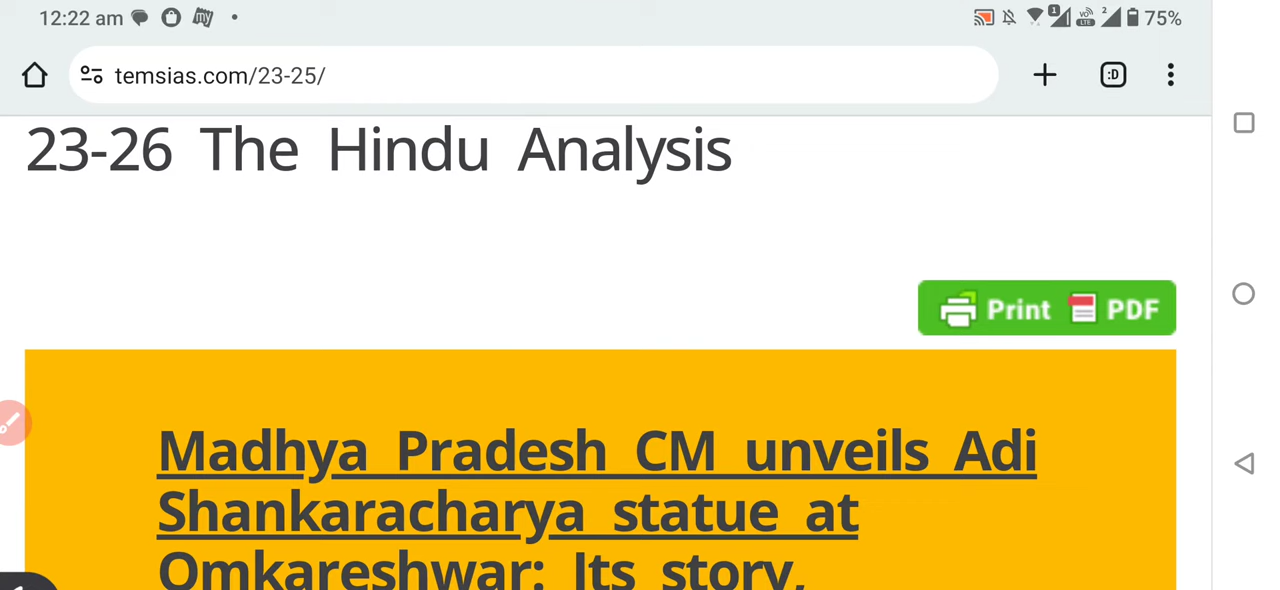 12:22 am 75%
temsias.com/23-25/ :D
23-26 The Hindu Analysis
Print PDF
Madhya Pradesh CM unveils Adi
Shankaracharya statue at
Omkareshwar: Its story,